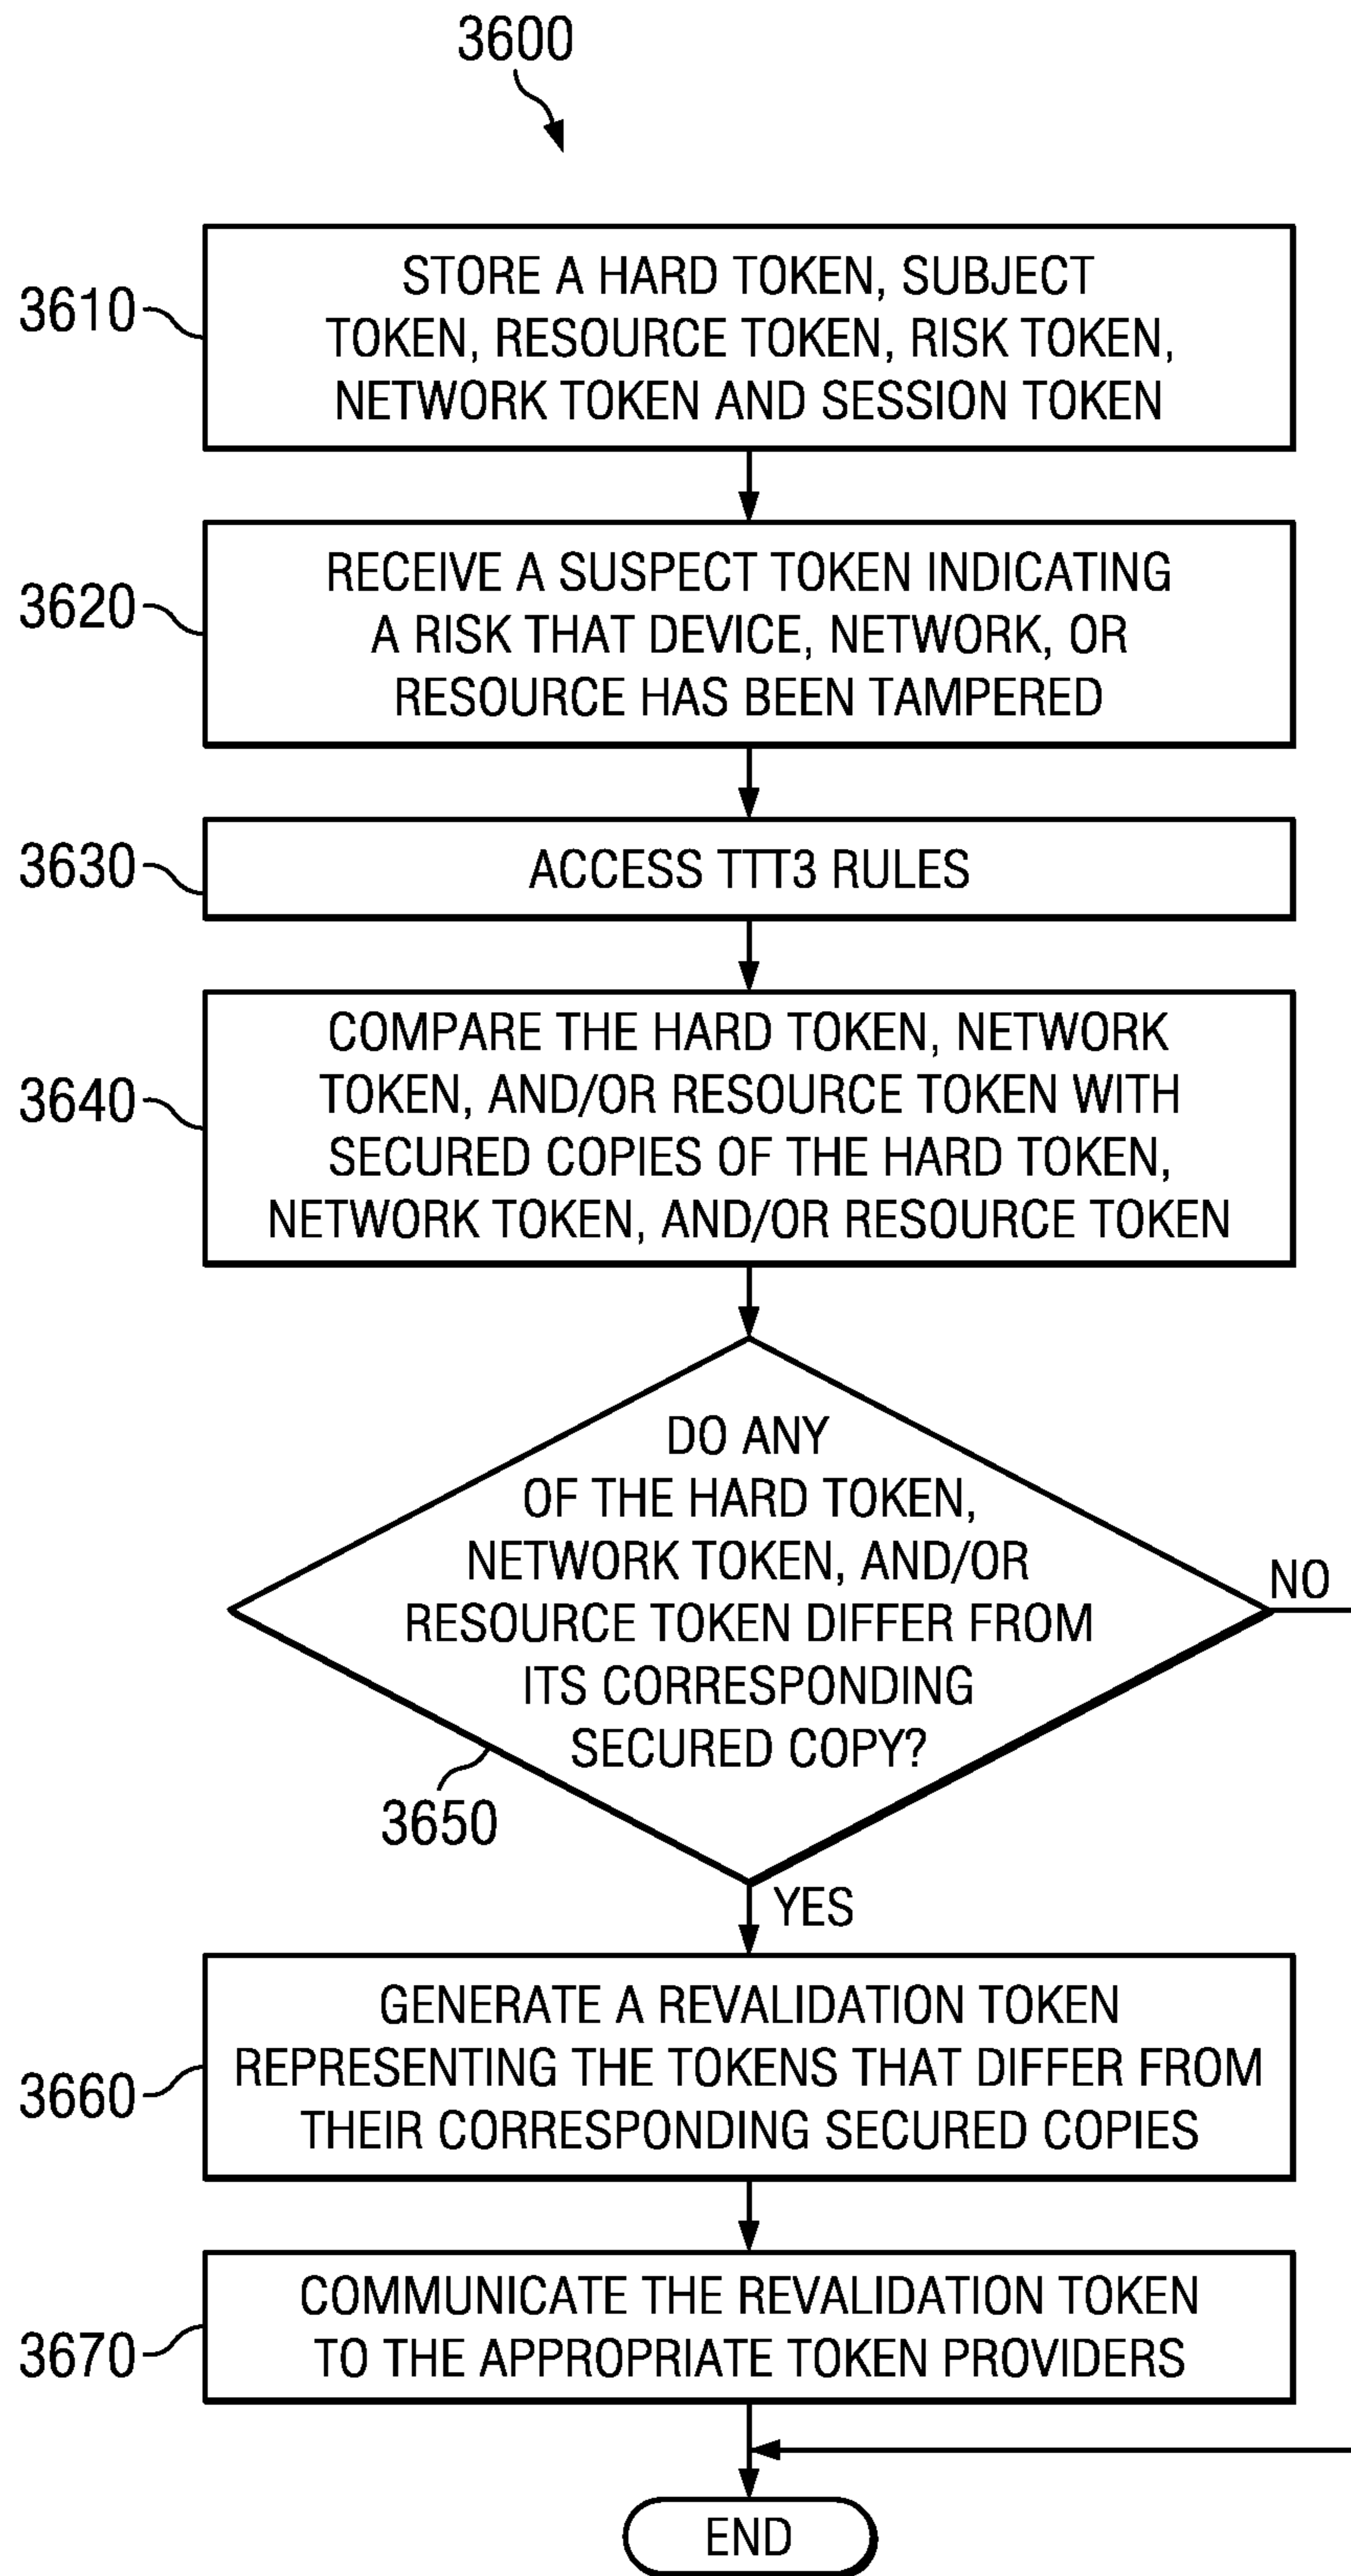 3600
3610
STORE A HARD TOKEN, SUBJECT
TOKEN, RESOURCE TOKEN, RISK TOKEN,
NETWORK TOKEN AND SESSION TOKEN
3620
RECEIVE A SUSPECT TOKEN INDICATING
A RISK THAT DEVICE, NETWORK, OR
RESOURCE HAS BEEN TAMPERED
3630
ACCESS TTT3 RULES
3640
COMPARE THE HARD TOKEN, NETWORK
TOKEN, AND/OR RESOURCE TOKEN WITH
SECURED COPIES OF THE HARD TOKEN,
NETWORK TOKEN, AND/OR RESOURCE TOKEN
DO ANY
OF THE HARD TOKEN,
NETWORK TOKEN, AND/OR
RESOURCE TOKEN DIFFER FROM
ITS CORRESPONDING
SECURED COPY?
NO
3650
YES
3660
GENERATE A REVALIDATION TOKEN
REPRESENTING THE TOKENS THAT DIFFER FROM
THEIR CORRESPONDING SECURED COPIES
3670
COMMUNICATE THE REVALIDATION TOKEN
TO THE APPROPRIATE TOKEN PROVIDERS
END